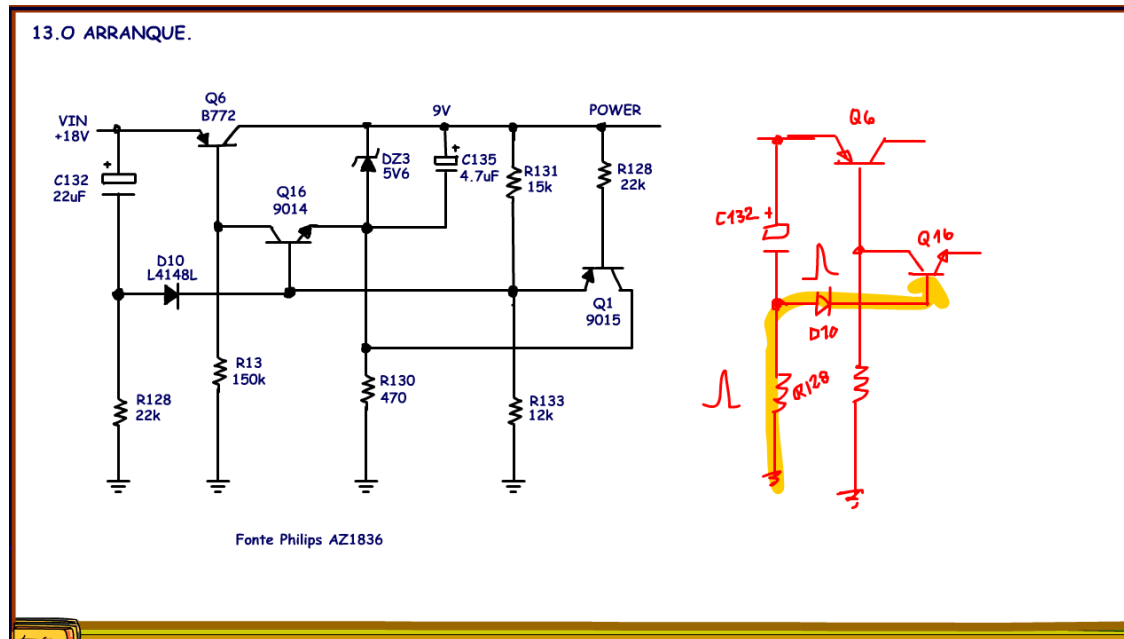 13.O ARRANQUE.
Q6
B772
VIN
+18V
9V
POWER
+
C132
22uF
Q16
9014
DZ3
5V6
+
C135
4.7uF
R131
15k
R128
22k
D10
L4148L
Q1
9015
R13
150k
R128
22k
R130
470
R133
12k
Fonte Philips AZ1836
Q6
C132 +
Q16
D10
R128